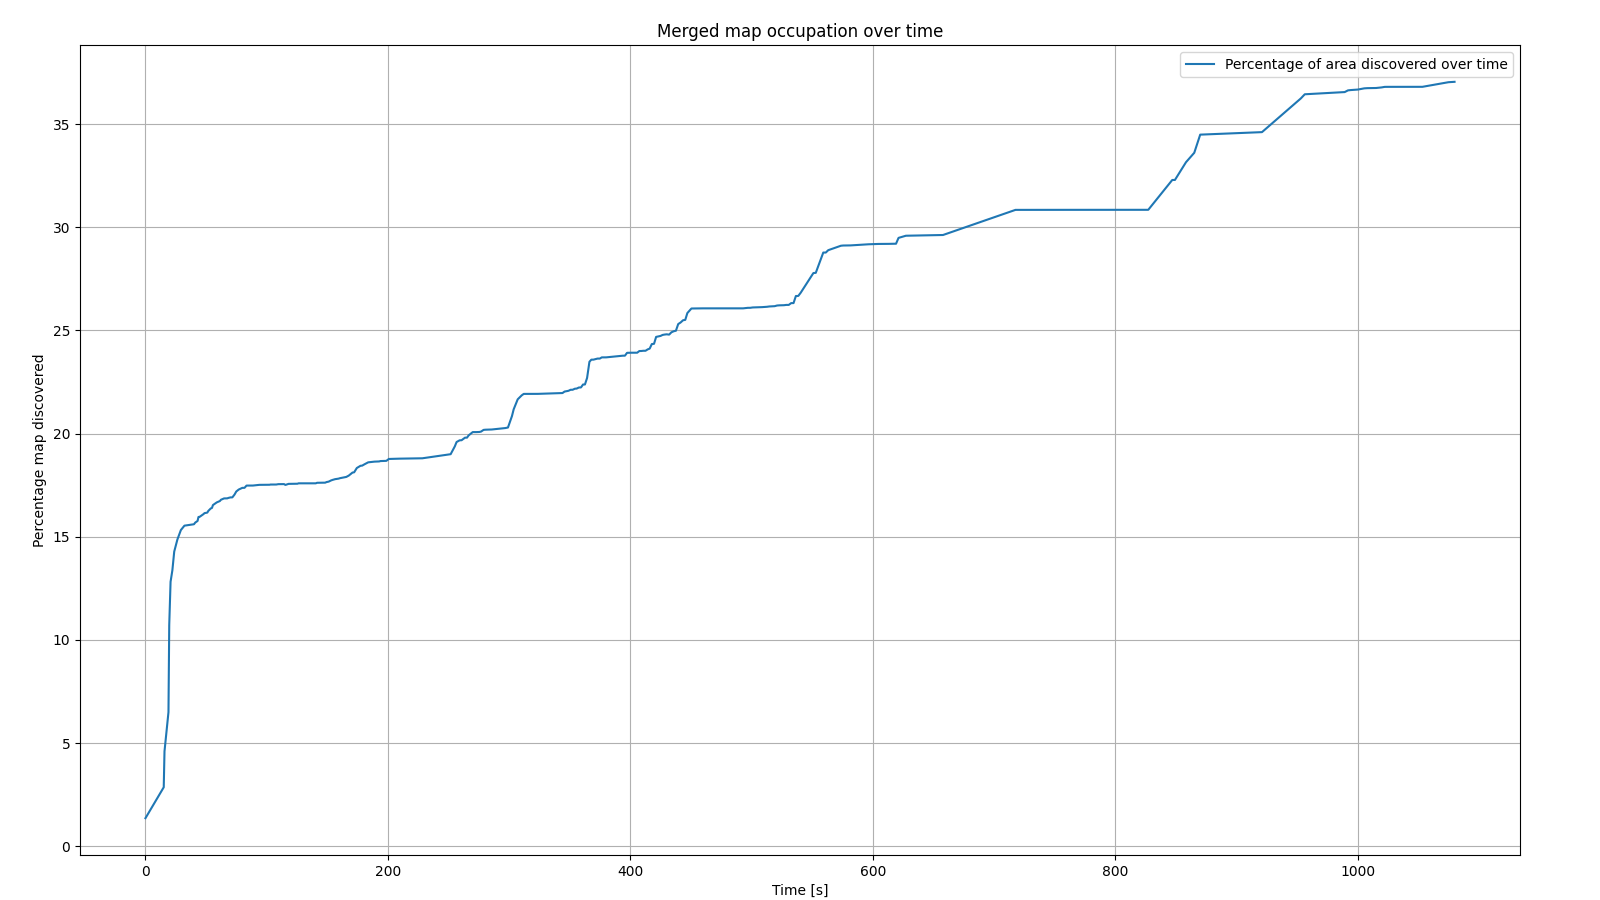 Merged map occupation over time
Percentage of area discovered over time
Percentage map discovered
35
30
25
20
15
10
5
0
0 200 400 600 800 1000
Time [s]